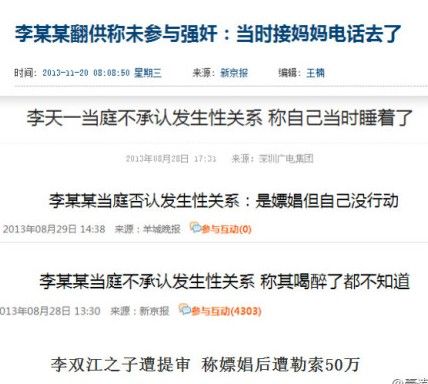 李某某翻供称未参与强奸：当时接妈妈电话去了
时间：2013-11-20 08:08:50 星期三 来源：新京报 编辑：王楠
李天一当庭不承认发生性关系 称自己当时睡着了
2013年08月28日 17:31 来源：深圳广电集团
李某某当庭否认发生性关系：是嫖娼但自己没行动
2013年08月29日 14:38 来源：羊城晚报 参与互动(0)
李某某当庭不承认发生性关系 称其喝醉了都不知道
013年08月28日 13:30 来源：新京报 参与互动(4303)
李双江之子遭提审 称嫖娼后遭勒索50万